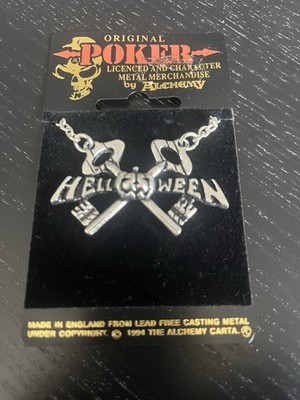 ORIGINAL
POKER
LICENCED AND CHARACTER
METAL MERCHANDISE
by ALCHEMY
HELLOWEEN
MADE IN ENGLAND FROM LEAD FREE CASTING METAL
UNDER COPYRIGHT. © 1994 THE ALCHEMY CARTA.